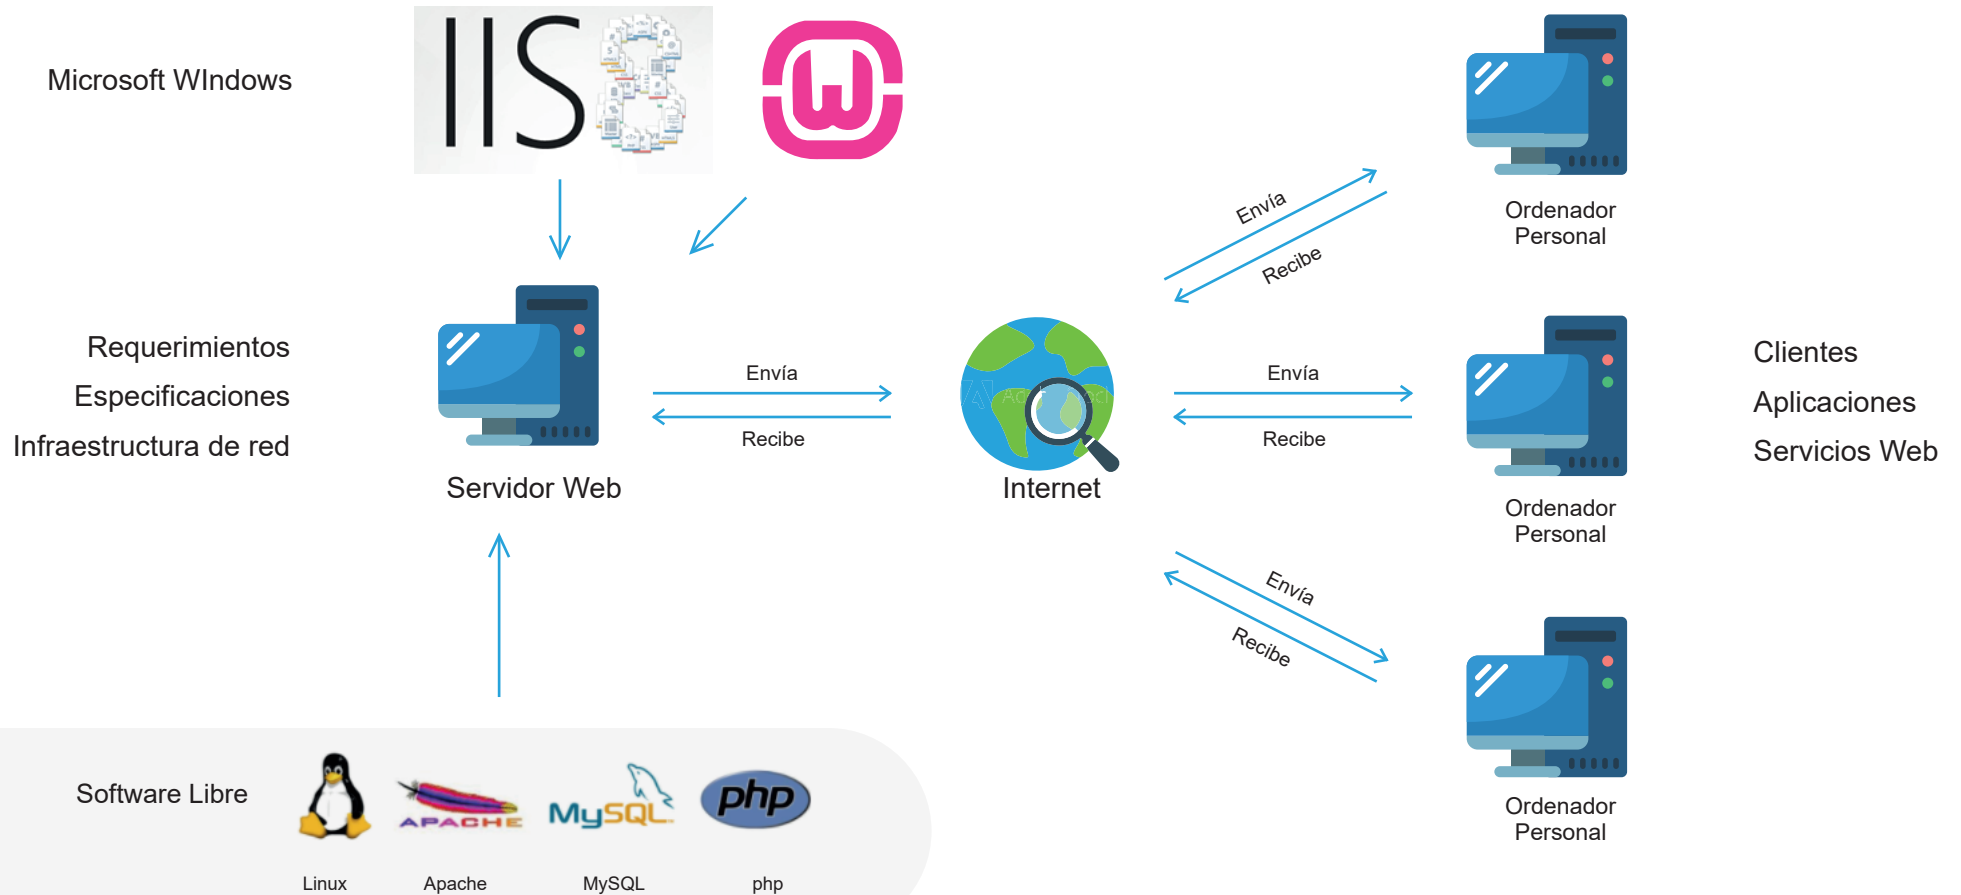 Microsoft WIndows
IIS8
W
Ordenador
Personal
Envía
Recibe
Requerimientos
Especificaciones
Infraestructura de red
Servidor Web
Envía
Recibe
Internet
Envía
Recibe
Ordenador
Personal
Clientes
Aplicaciones
Servicios Web
Envía
Recibe
Ordenador
Personal
Software Libre
APACHE
MySQL
php
Linux
Apache
MySQL
php